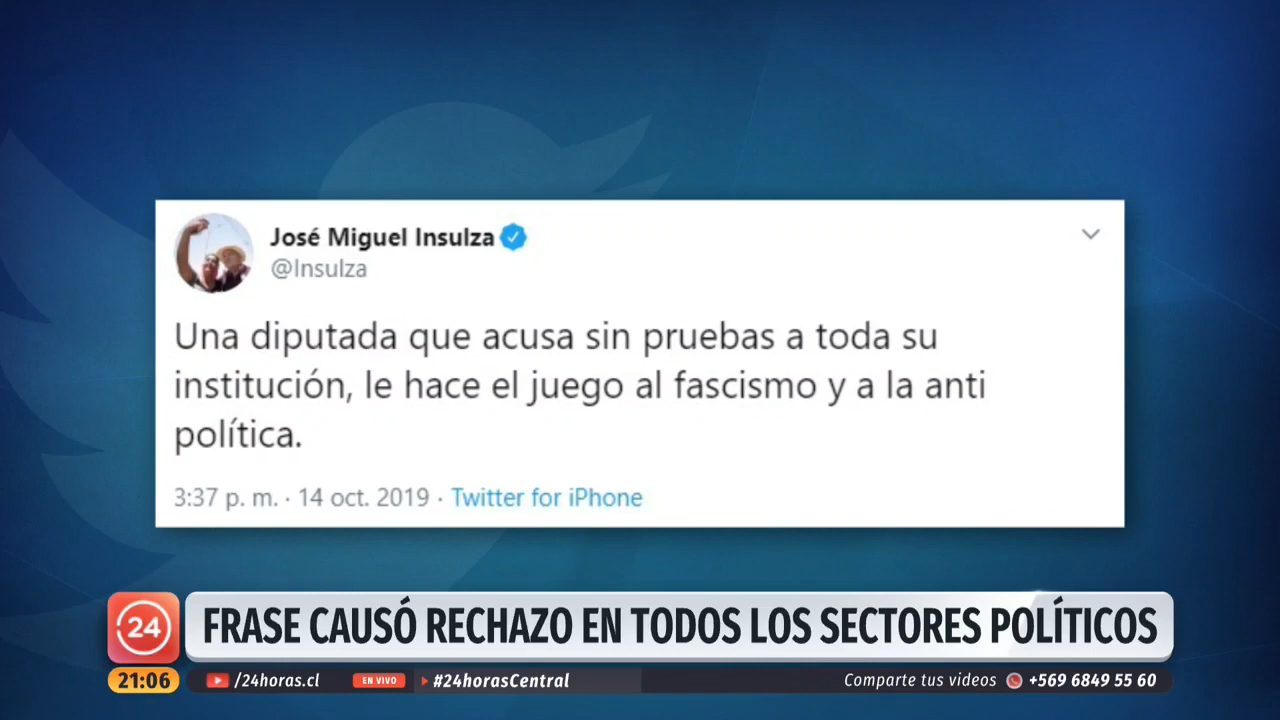 José Miguel Insulza
@Insulza
Una diputada que acusa sin pruebas a toda su
institución, le hace el juego al fascismo y a la anti
política.
3:37 p. m. · 14 oct. 2019 · Twitter for iPhone
24
FRASE CAUSÓ RECHAZO EN TODOS LOS SECTORES POLÍTICOS
21:06 /24horas.cl EN VIVO #24horasCentral Comparte tus videos +569 6849 55 60